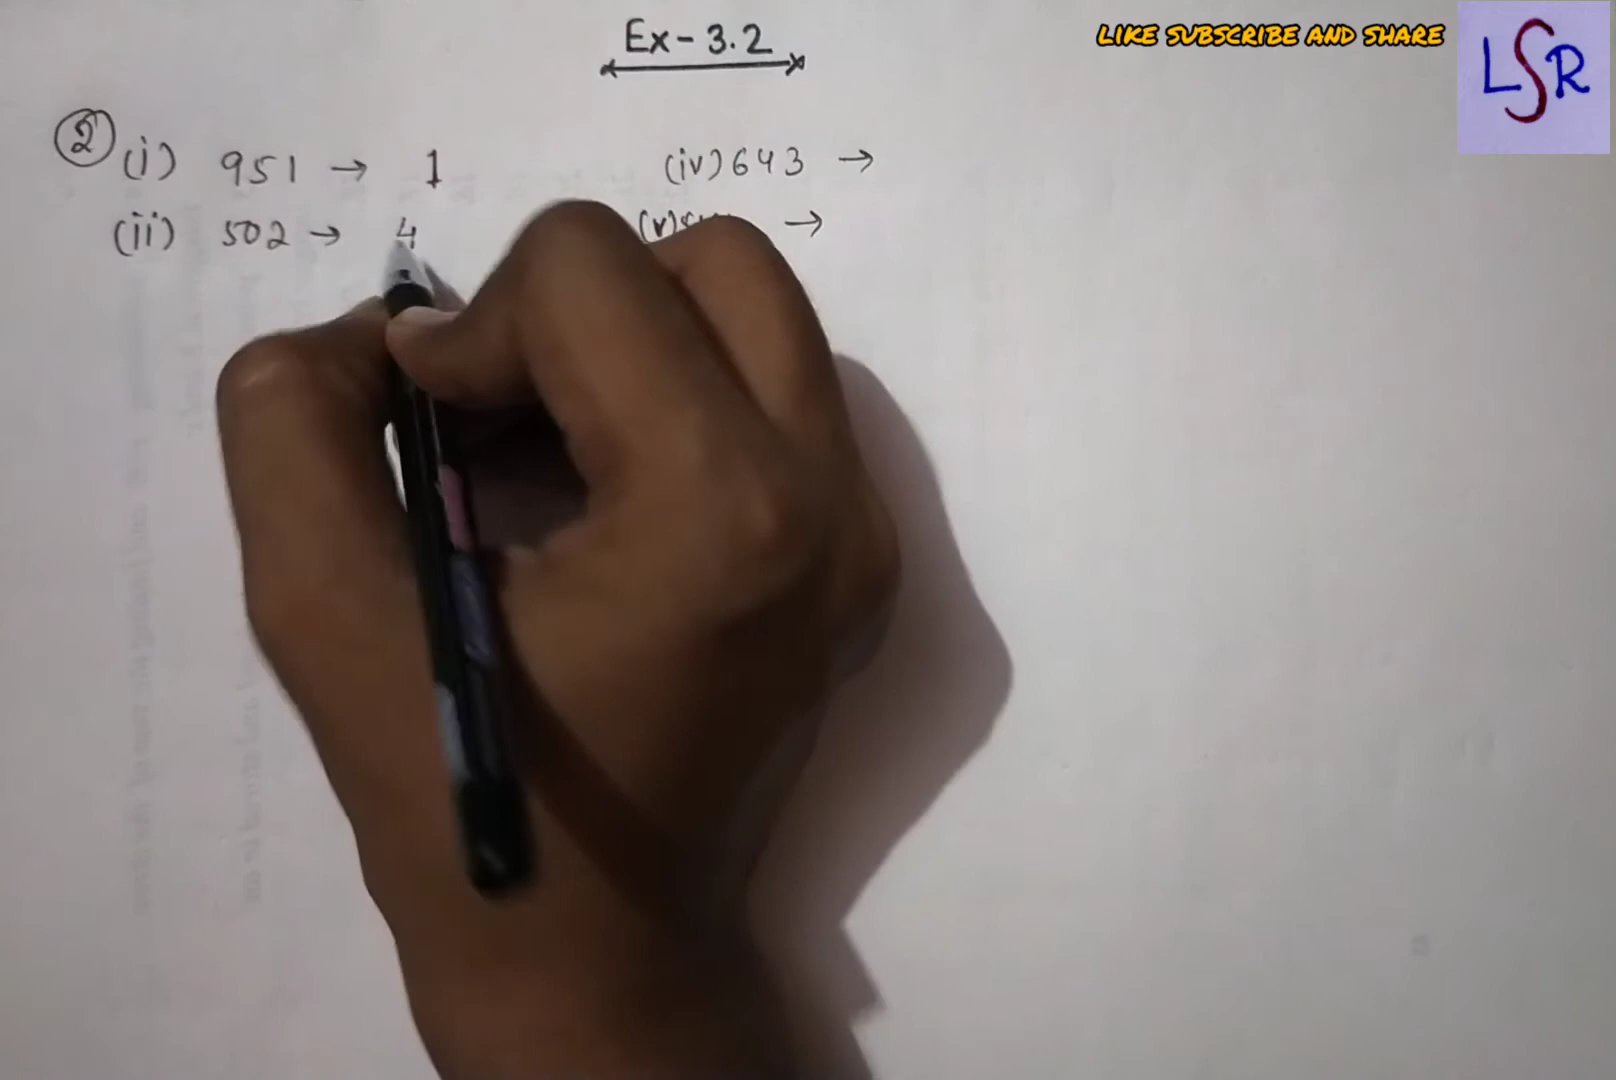 Ex - 3.2
LIKE SUBSCRIBE AND SHARE
LSR
2 (i) 951 → 1
(ii) 502 → 4
(iv) 643 →
(v) →